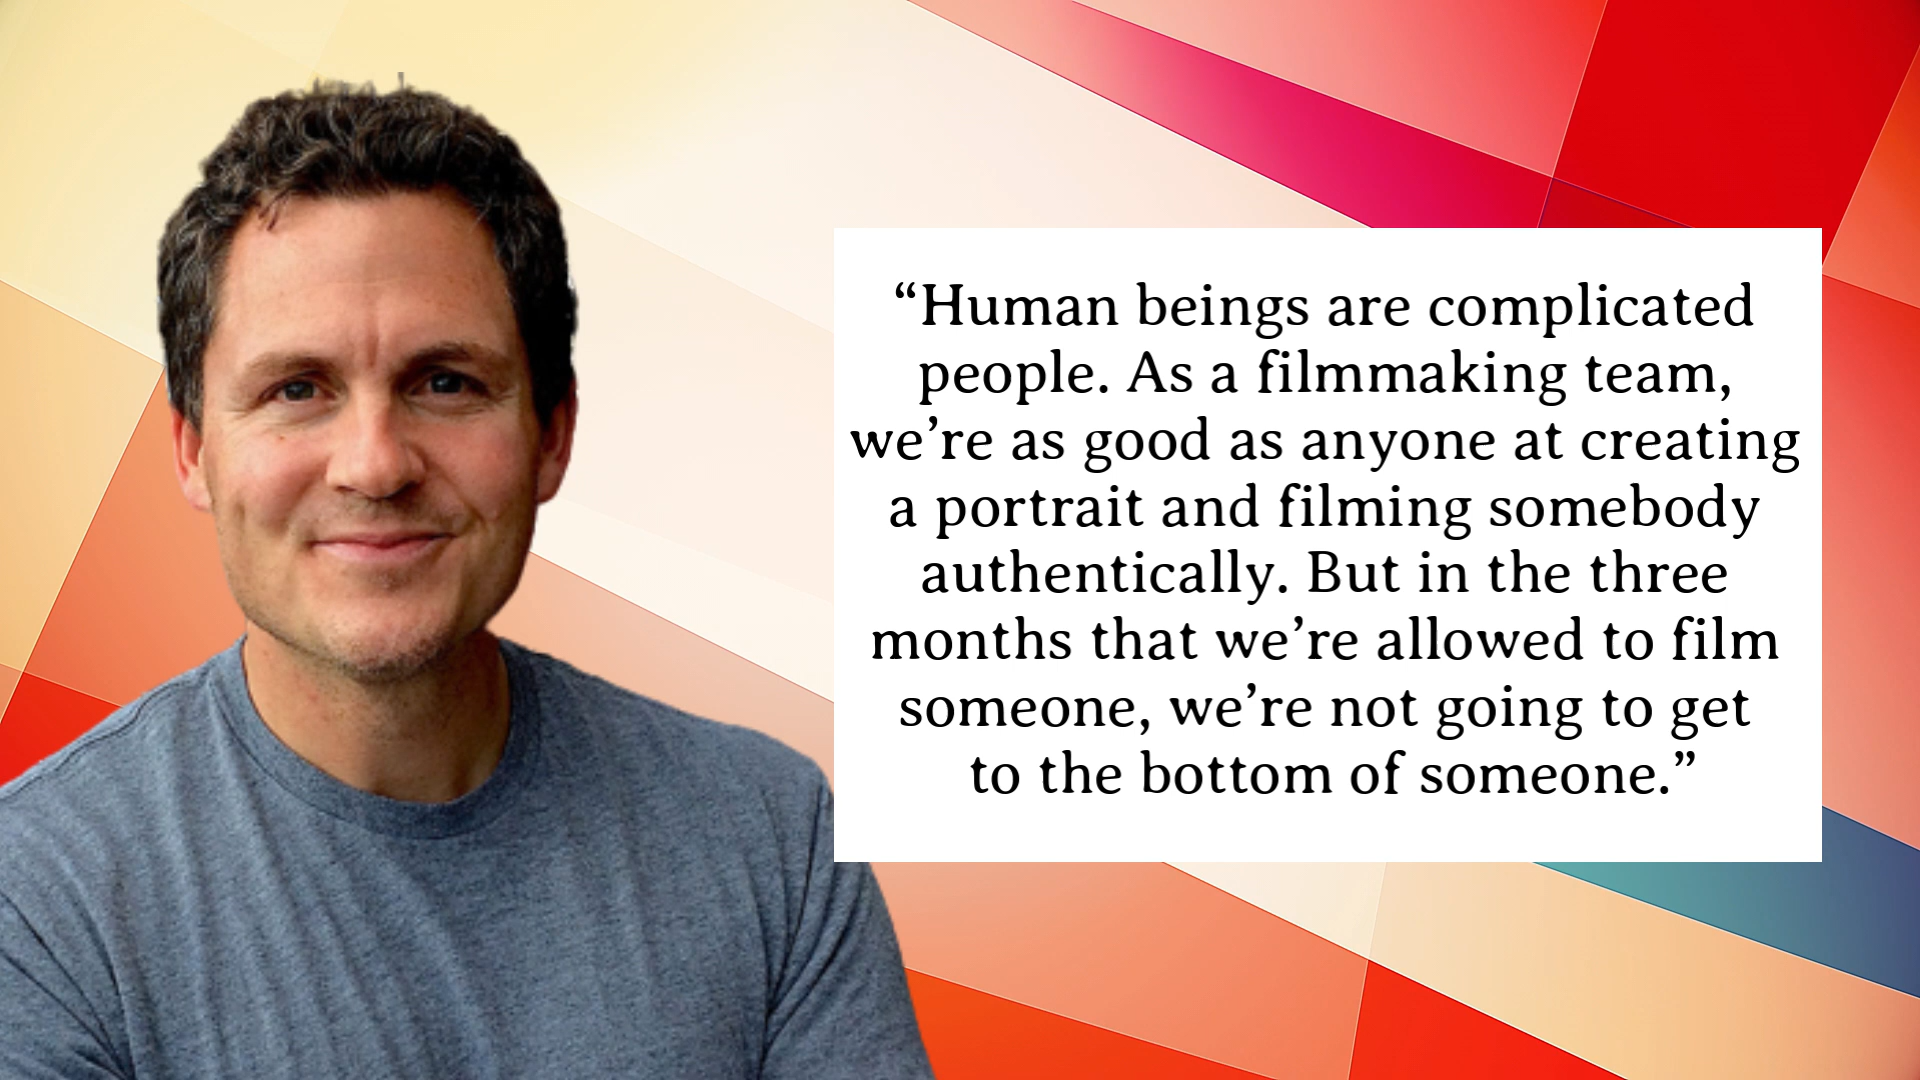 “Human beings are complicated
people. As a filmmaking team,
we’re as good as anyone at creating
a portrait and filming somebody
authentically. But in the three
months that we’re allowed to film
someone, we’re not going to get
to the bottom of someone.”